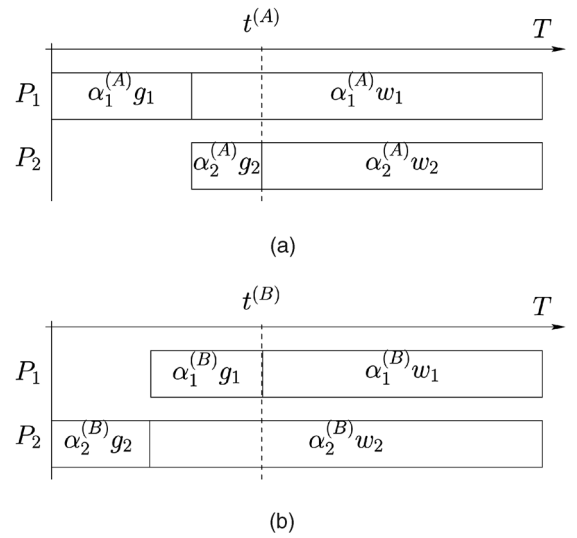 t^{(A)} T
P_1 α_1^{(A)}g_1 α_1^{(A)}w_1
P_2 α_2^{(A)}g_2 α_2^{(A)}w_2
(a)
t^{(B)} T
P_1 α_1^{(B)}g_1 α_1^{(B)}w_1
P_2 α_2^{(B)}g_2 α_2^{(B)}w_2
(b)